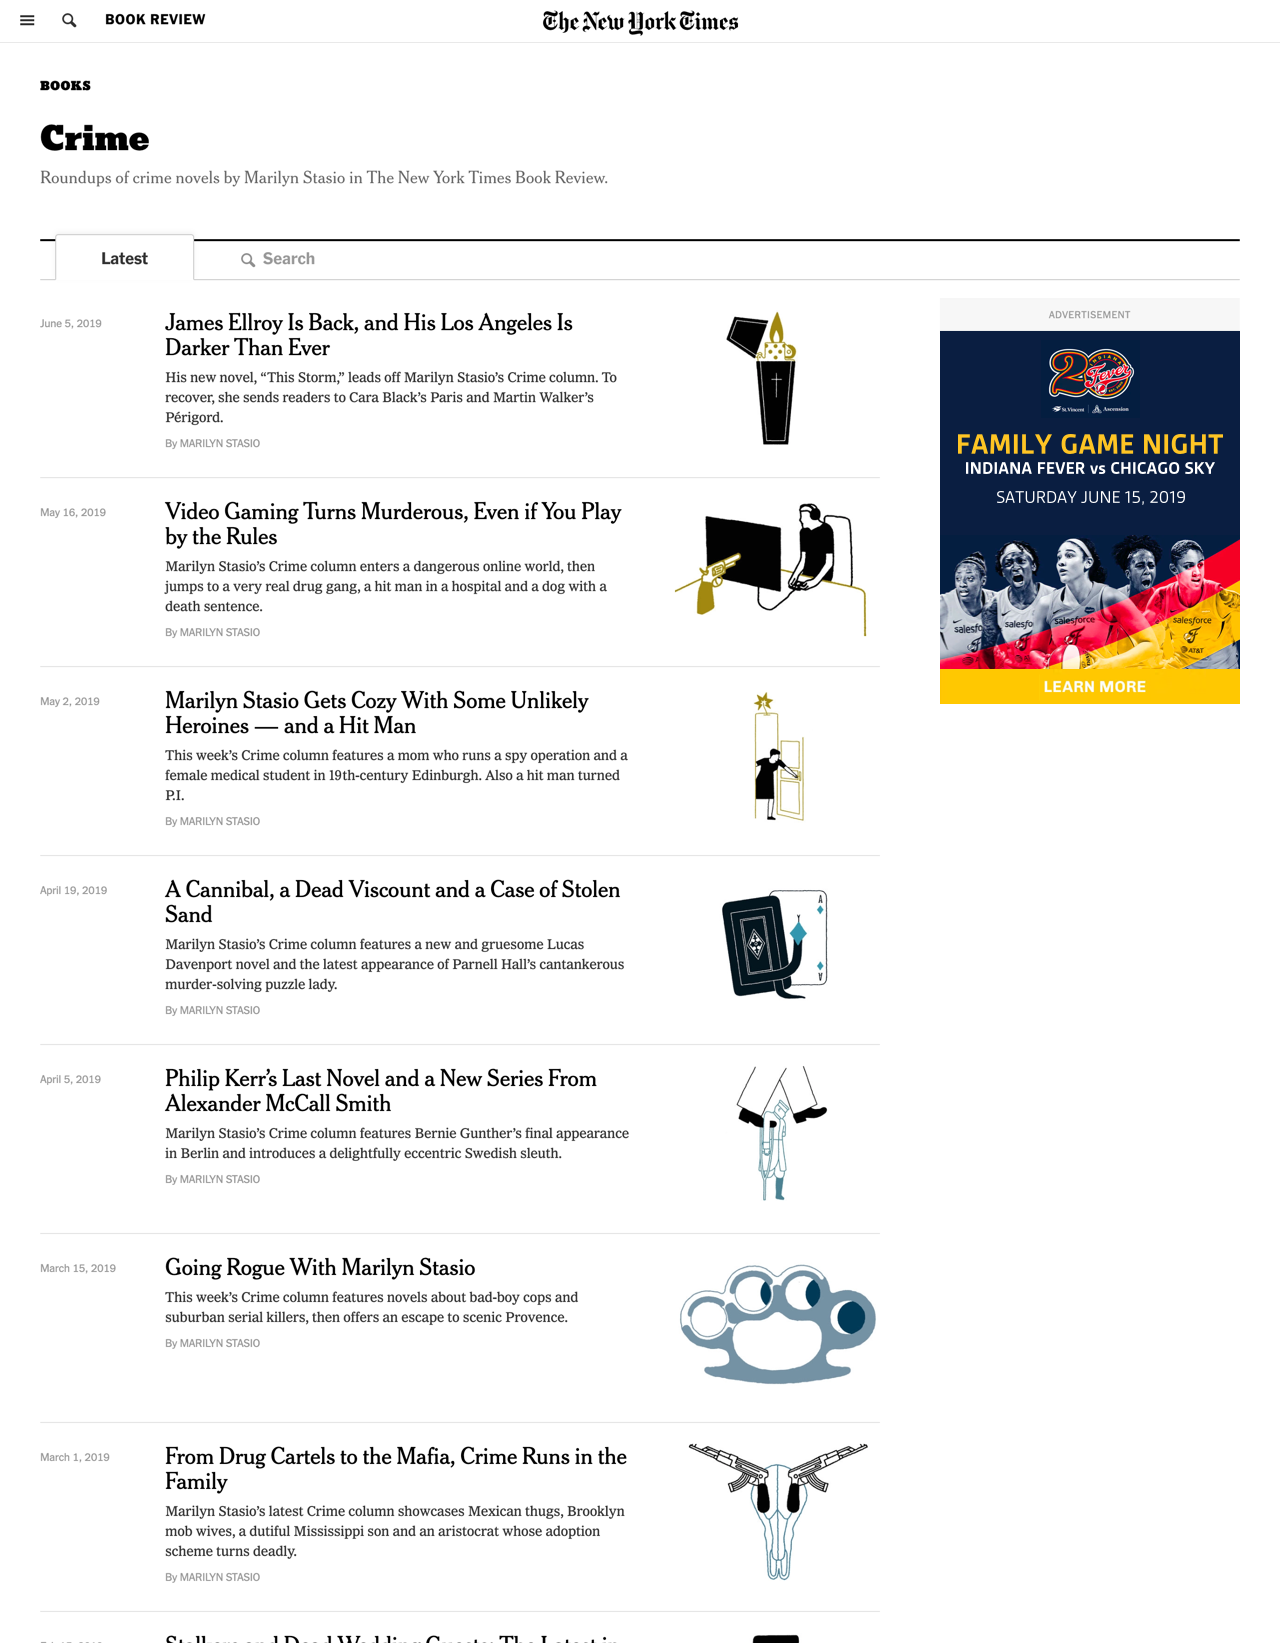 BOOK REVIEW
The New York Times
BOOKS
Crime
Roundups of crime novels by Marilyn Stasio in The New York Times Book Review.
Latest
Search
June 5, 2019
James Ellroy Is Back, and His Los Angeles Is
Darker Than Ever
His new novel, “This Storm,” leads off Marilyn Stasio’s Crime column. To
recover, she sends readers to Cara Black’s Paris and Martin Walker’s
Périgord.
By MARILYN STASIO
May 16, 2019
Video Gaming Turns Murderous, Even if You Play
by the Rules
Marilyn Stasio’s Crime column enters a dangerous online world, then
jumps to a very real drug gang, a hit man in a hospital and a dog with a
death sentence.
By MARILYN STASIO
May 2, 2019
Marilyn Stasio Gets Cozy With Some Unlikely
Heroines — and a Hit Man
This week’s Crime column features a mom who runs a spy operation and a
female medical student in 19th-century Edinburgh. Also a hit man turned
P.I.
By MARILYN STASIO
April 19, 2019
A Cannibal, a Dead Viscount and a Case of Stolen
Sand
Marilyn Stasio’s Crime column features a new and gruesome Lucas
Davenport novel and the latest appearance of Parnell Hall’s cantankerous
murder-solving puzzle lady.
By MARILYN STASIO
A
A
April 5, 2019
Philip Kerr’s Last Novel and a New Series From
Alexander McCall Smith
Marilyn Stasio’s Crime column features Bernie Gunther’s final appearance
in Berlin and introduces a delightfully eccentric Swedish sleuth.
By MARILYN STASIO
March 15, 2019
Going Rogue With Marilyn Stasio
This week’s Crime column features novels about bad-boy cops and
suburban serial killers, then offers an escape to scenic Provence.
By MARILYN STASIO
March 1, 2019
From Drug Cartels to the Mafia, Crime Runs in the
Family
Marilyn Stasio’s latest Crime column showcases Mexican thugs, Brooklyn
mob wives, a dutiful Mississippi son and an aristocrat whose adoption
scheme turns deadly.
By MARILYN STASIO
Stalkers and Dead Wedding Guests: The Latest in
ADVERTISEMENT
INDIANA
20 Fever
St.Vincent Ascension
FAMILY GAME NIGHT
INDIANA FEVER vs CHICAGO SKY
SATURDAY JUNE 15, 2019
salesfo
salesfo
salesforce
salesforce
AT&T
LEARN MORE